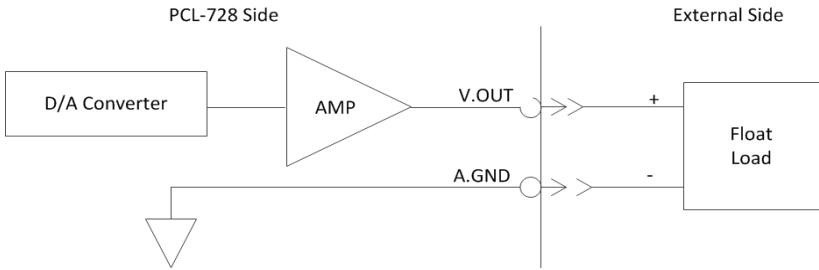 PCL-728 Side
External Side
D/A Converter
AMP
V.OUT
+
Float
Load
A.GND
-